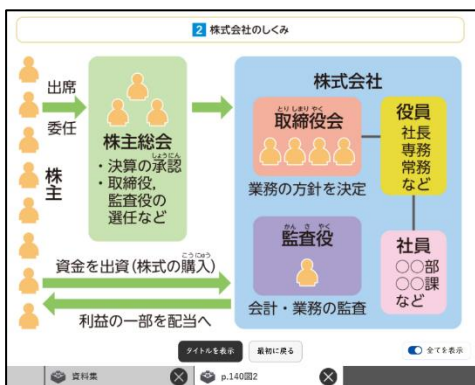 2 株式会社のしくみ
株主
出席
委任
株主総会
・決算の承認
しょうにん
・取締役,
監査役の
選任など
資金を出資(株式の購入)
こうにゅう
利益の一部を配当へ
株式会社
とりしまりやく
取締役会
業務の方針を決定
役員
社長
専務
常務
など
かんさやく
監査役
会計・業務の監査
社員
○○部
○○課
など
タイトルを表示
最初に戻る
全てを表示
資料集
p.140図2